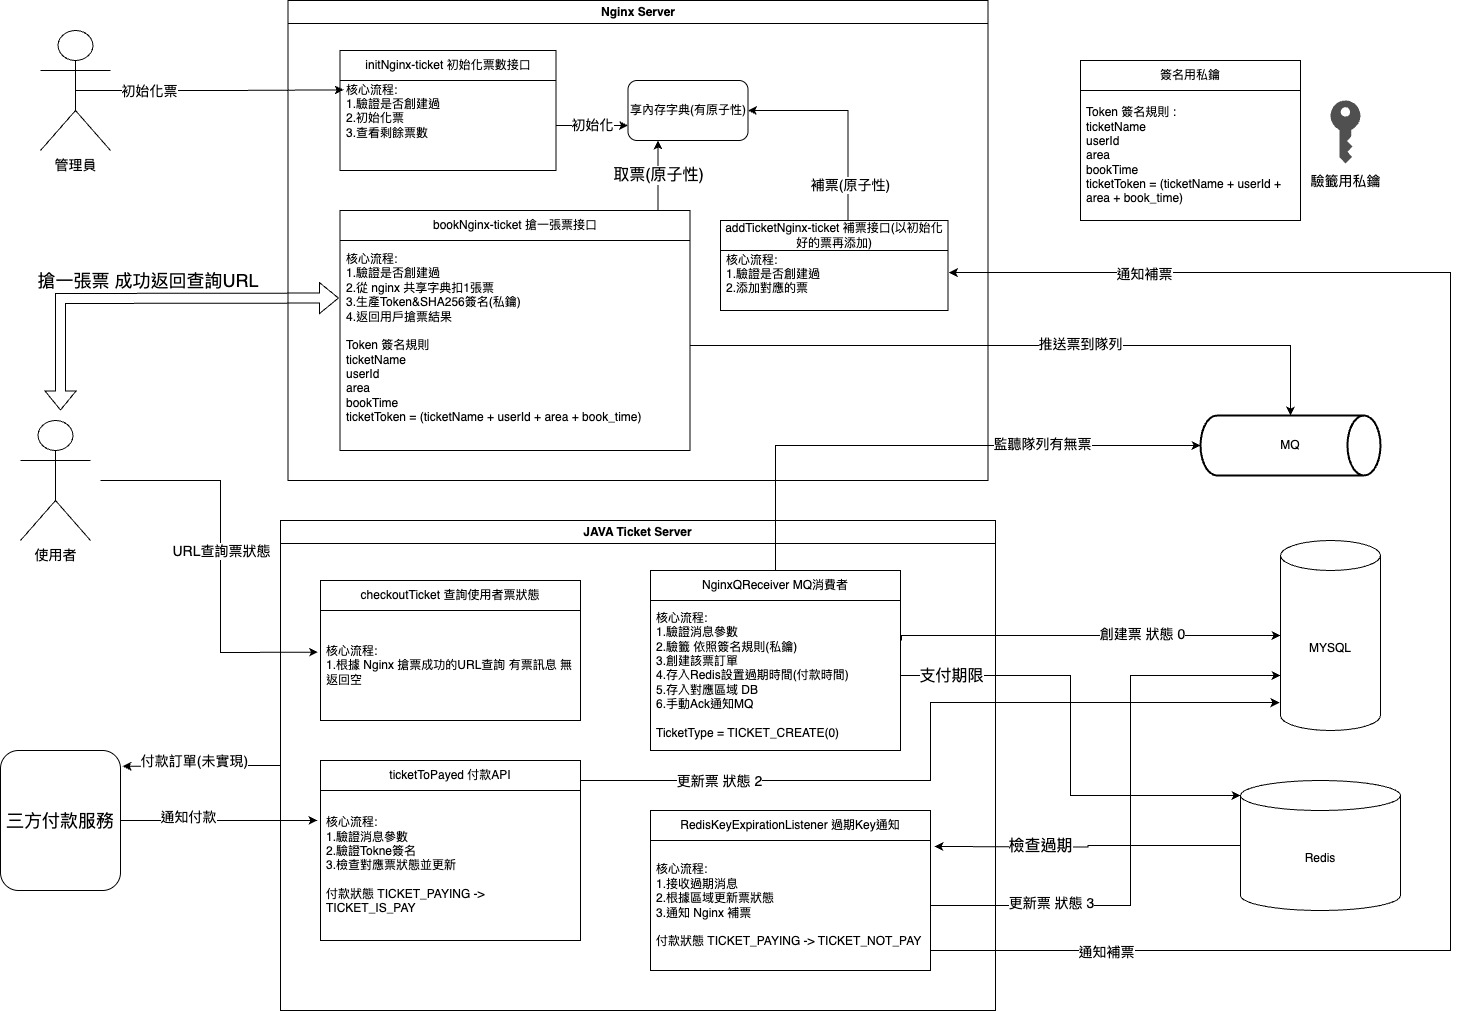 Nginx Server
initNginx-ticket 初始化票數接口
核心流程:
1.驗證是否創建過
2.初始化票
3.查看剩餘票數
初始化票
管理員
初始化
享內存字典(有原子性)
取票(原子性)
補票(原子性)
簽名用私鑰
Token 簽名規則 :
ticketName
userId
area
bookTime
ticketToken = (ticketName + userId +
area + book_time)
驗籤用私鑰
bookNginx-ticket 搶一張票接口
核心流程:
1.驗證是否創建過
2.從 nginx 共享字典扣1張票
3.生產Token&SHA256簽名(私鑰)
4.返回用戶搶票結果
Token 簽名規則
ticketName
userId
area
bookTime
ticketToken = (ticketName + userId + area + book_time)
addTicketNginx-ticket 補票接口(以初始化
好的票再添加)
核心流程:
1.驗證是否創建過
2.添加對應的票
通知補票
搶一張票 成功返回查詢URL
推送票到隊列
監聽隊列有無票
MQ
使用者
URL查詢票狀態
JAVA Ticket Server
checkoutTicket 查詢使用者票狀態
核心流程:
1.根據 Nginx 搶票成功的URL查詢 有票訊息 無
返回空
NginxQReceiver MQ消費者
核心流程:
1.驗證消息參數
2.驗籤 依照簽名規則(私鑰)
3.創建該票訂單
4.存入Redis設置過期時間(付款時間)
5.存入對應區域 DB
6.手動Ack通知MQ
TicketType = TICKET_CREATE(0)
創建票 狀態 0
MYSQL
支付期限
付款訂單(未實現)
三方付款服務
通知付款
ticketToPayed 付款API
核心流程:
1.驗證消息參數
2.驗證Tokne簽名
3.檢查對應票狀態並更新
付款狀態 TICKET_PAYING ->
TICKET_IS_PAY
更新票 狀態 2
RedisKeyExpirationListener 過期Key通知
核心流程:
1.接收過期消息
2.根據區域更新票狀態
3.通知 Nginx 補票
付款狀態 TICKET_PAYING -> TICKET_NOT_PAY
檢查過期
Redis
更新票 狀態 3
通知補票